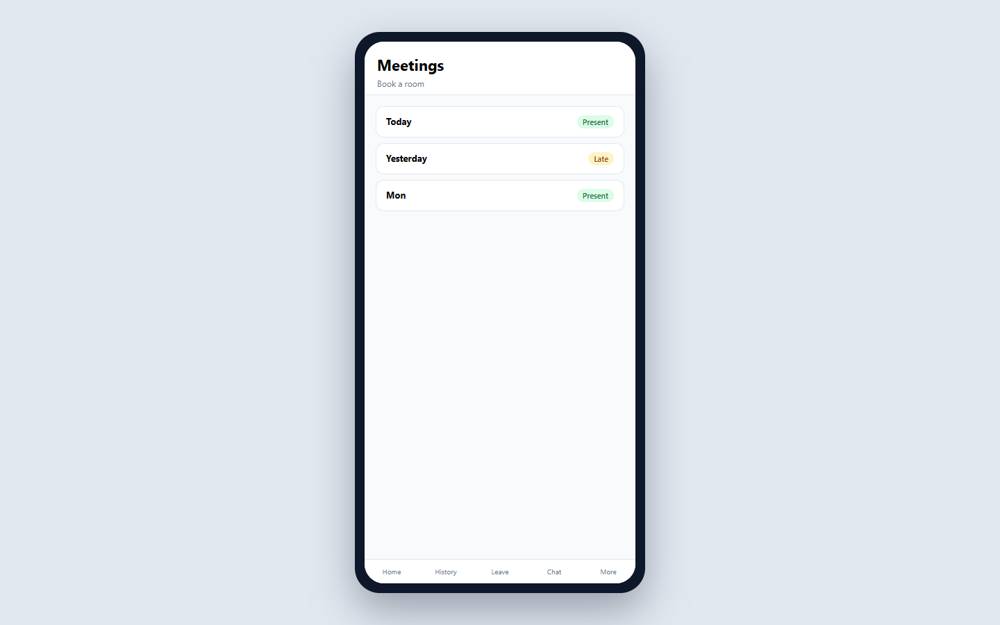 Meetings
Book a room
Today Present
Yesterday Late
Mon Present
Home History Leave Chat More